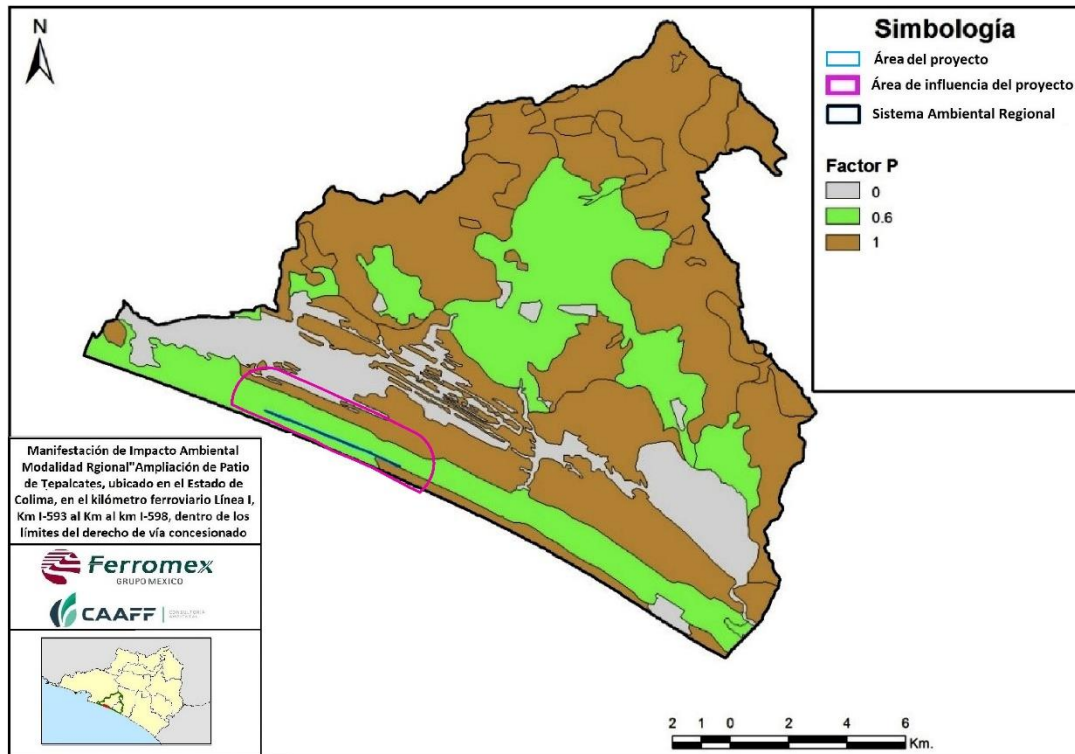 N
Simbología
Área del proyecto
Área de influencia del proyecto
Sistema Ambiental Regional
Factor P
0
0.6
1
Manifestación de Impacto Ambiental
Modalidad Rgional"Ampliación de Patio
de Tepalcates, ubicado en el Estado de
Colima, en el kilómetro ferroviario Línea I,
Km I-593 al Km al km I-598, dentro de los
límites del derecho de vía concesionado
Ferromex
GRUPO MEXICO
CAAFF
CONSULTORÍA
AMBIENTAL
2 1 0 2 4 6
Km.